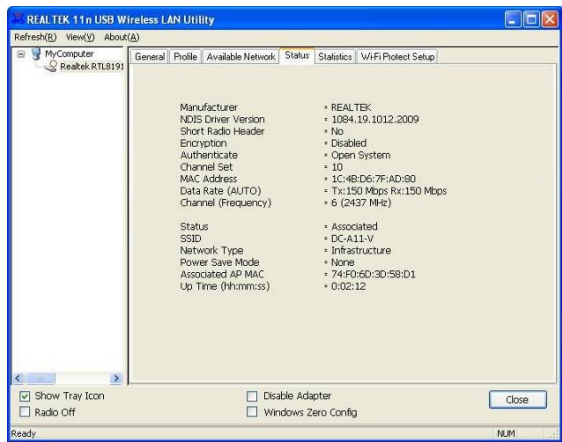 REALTEK 11n USB Wireless LAN Utility
Refresh(R) View(V) About(A)
MyComputer
Realtek RTL8191
General Profile Available Network Status Statistics Wi-Fi Protect Setup
Manufacturer = REALTEK
NDIS Driver Version = 1084.19.1012.2009
Short Radio Header = No
Encryption = Disabled
Authenticate = Open System
Channel Set = 10
MAC Address = 1C:4B:D6:7F:AD:80
Data Rate (AUTO) = Tx:150 Mbps Rx:150 Mbps
Channel (Frequency) = 6 (2437 MHz)
Status = Associated
SSID = DC-A11-V
Network Type = Infrastructure
Power Save Mode = None
Associated AP MAC = 74:F0:6D:3D:58:D1
Up Time (hh:mm:ss) = 0:02:12
Show Tray Icon Disable Adapter Close
Radio Off Windows Zero Config
Ready NUM